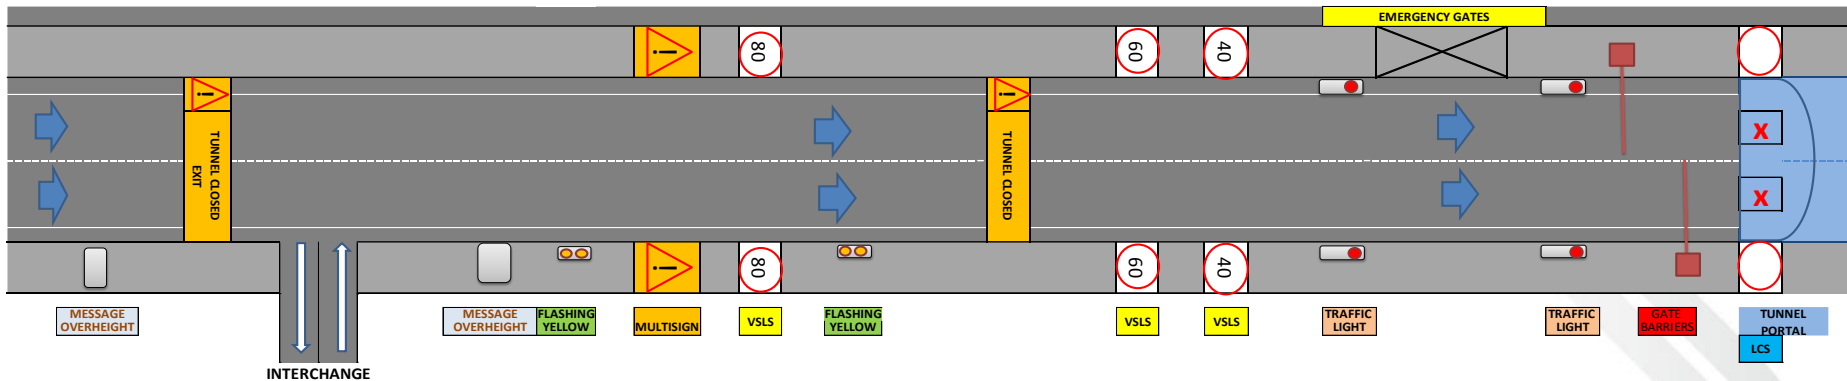 EMERGENCY GATES
!
80
60
40
!
TUNNEL CLOSED
EXIT
!
TUNNEL CLOSED
X
X
!
80
60
40
MESSAGE
OVERHEIGHT
MESSAGE
OVERHEIGHT
FLASHING
YELLOW
MULTISIGN
VSLS
FLASHING
YELLOW
VSLS
VSLS
TRAFFIC
LIGHT
TRAFFIC
LIGHT
GATE
BARRIERS
TUNNEL
PORTAL
LCS
INTERCHANGE